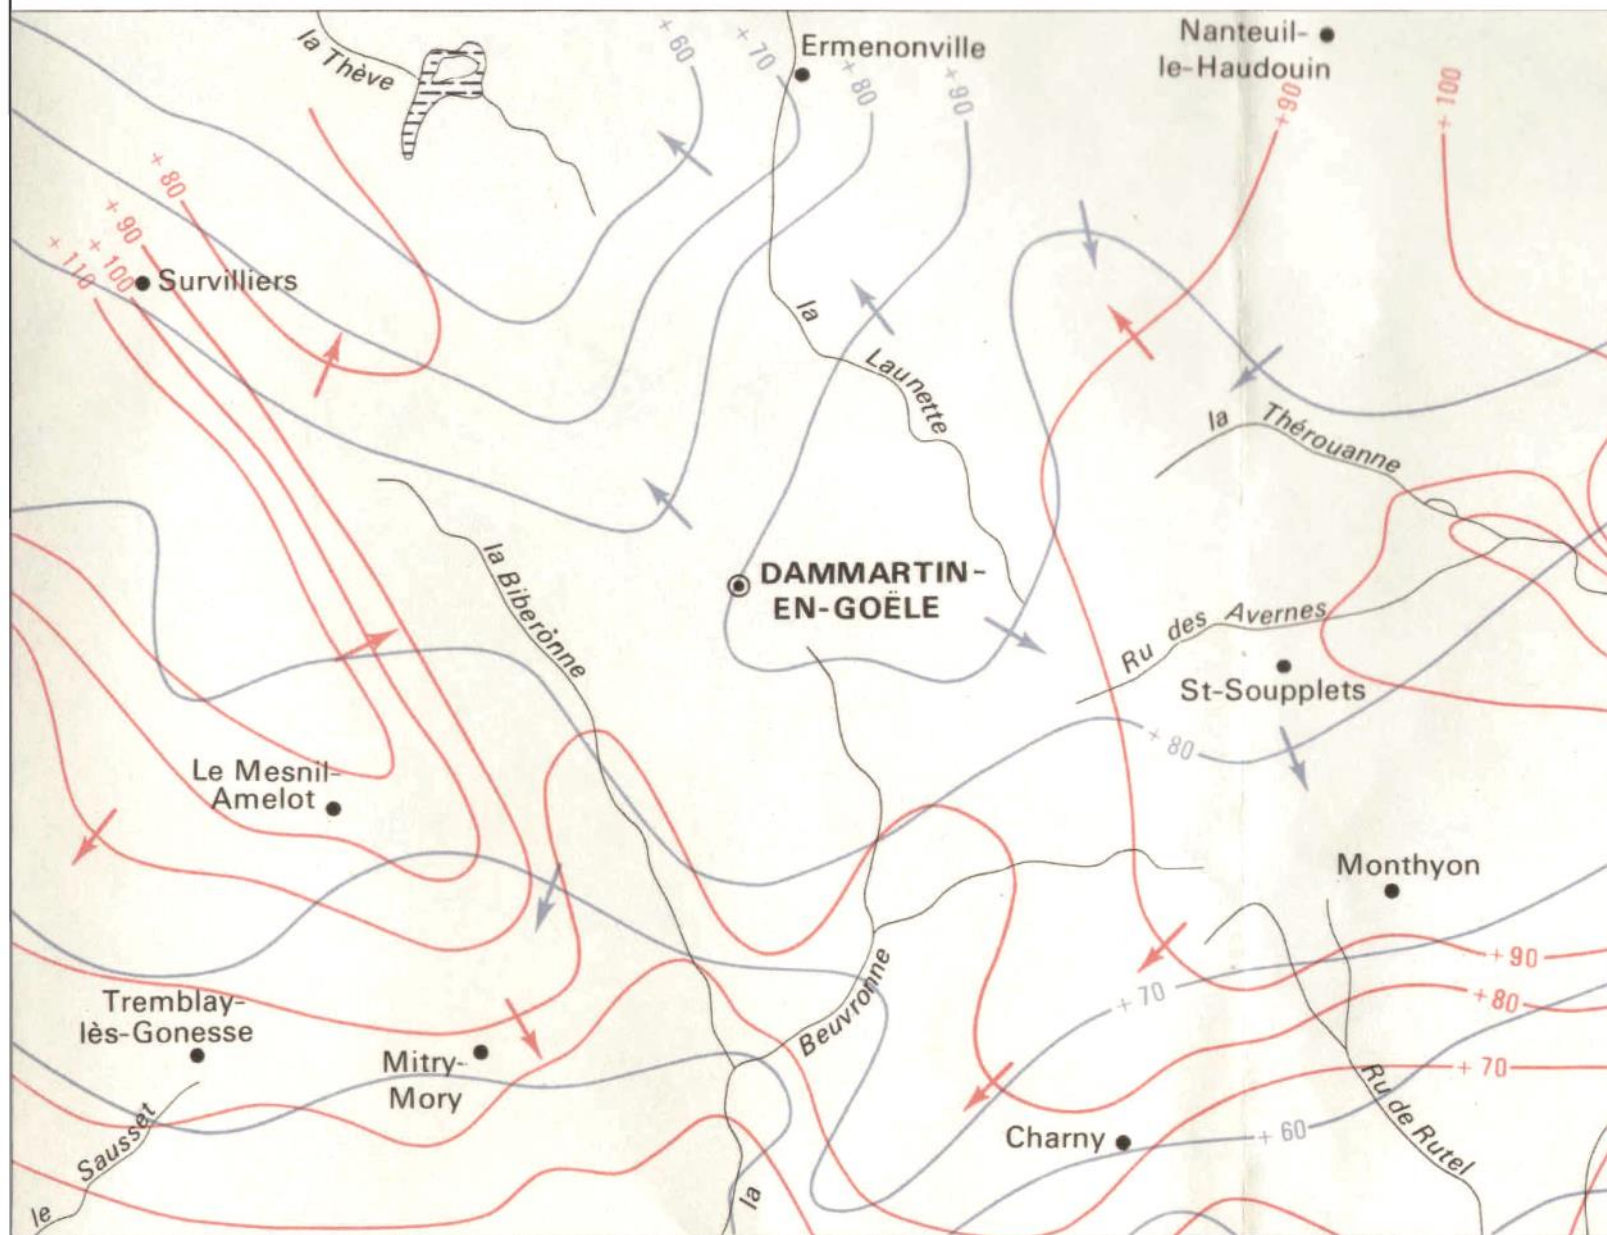 la Thève
+ 60
+ 70
Ermenonville
+ 80
+ 90
Nanteuil-
le-Haudouin
+ 90
+ 100
+ 80
+ 90
+ 100
+ 110
Survilliers
la
Launette
la
Thérouanne
la Biberonne
DAMMARTIN-
EN-GOËLE
Ru des Avernes
St-Soupplets
+ 80
Le Mesnil-
Amelot
Monthyon
+ 90
+ 80
+ 70
+ 70
Tremblay-
lès-Gonesse
Mitry-
Mory
Beuvronne
la
Charny
+ 60
Ru de Rutel
le
Sausset